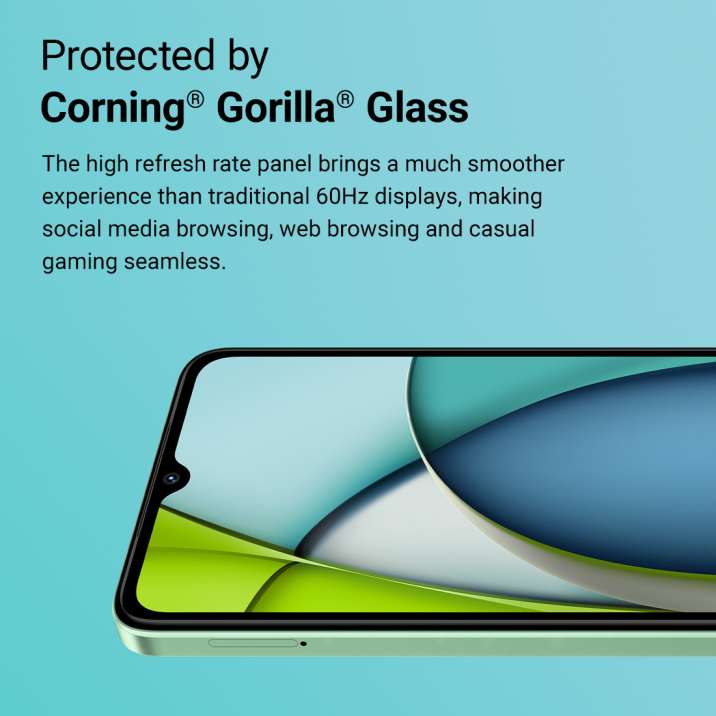 Protected by
Corning® Gorilla® Glass
The high refresh rate panel brings a much smoother
experience than traditional 60Hz displays, making
social media browsing, web browsing and casual
gaming seamless.